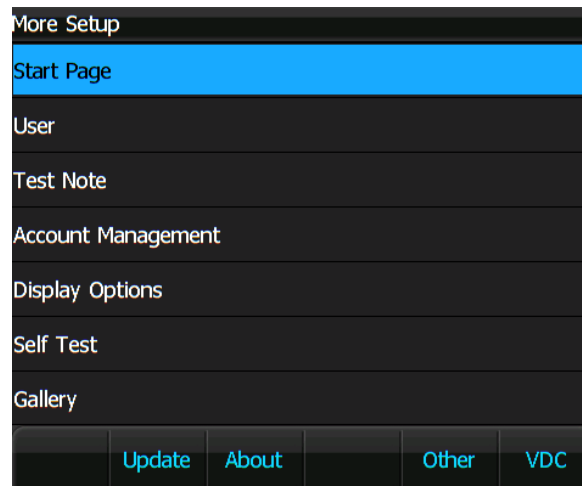 More Setup
Start Page
User
Test Note
Account Management
Display Options
Self Test
Gallery
Update About Other VDC